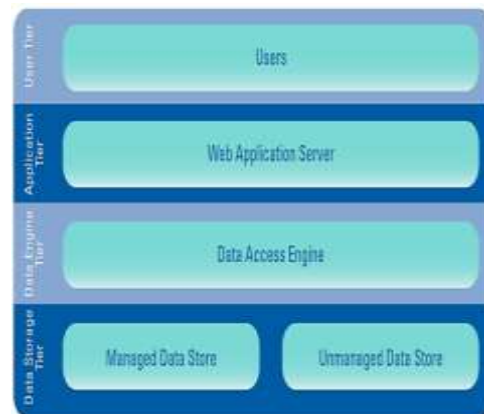 User Tier
Users
Application
Tier
Web Application Server
Data Engine
Tier
Data Access Engine
Data Storage
Tier
Managed Data Store
Unmanaged Data Store